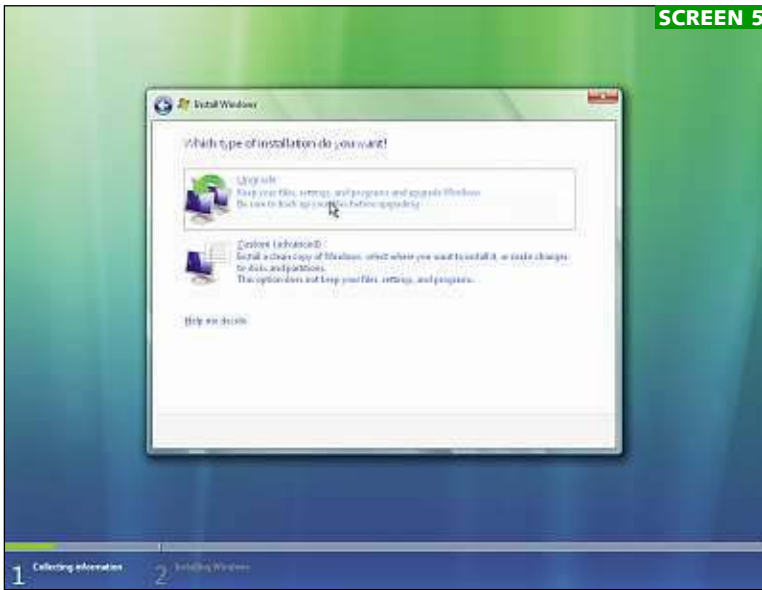 SCREEN 5
Install Windows
Which type of installation do you want?
Upgrade
Keep your files, settings, and programs and upgrade Windows.
Be sure to back up your files before upgrading.
Custom (advanced)
Install a clean copy of Windows, select where you want to install it, or make changes
to disks and partitions.
This option does not keep your files, settings, and programs.
Help me decide
1 Collecting information
2 Installing Windows